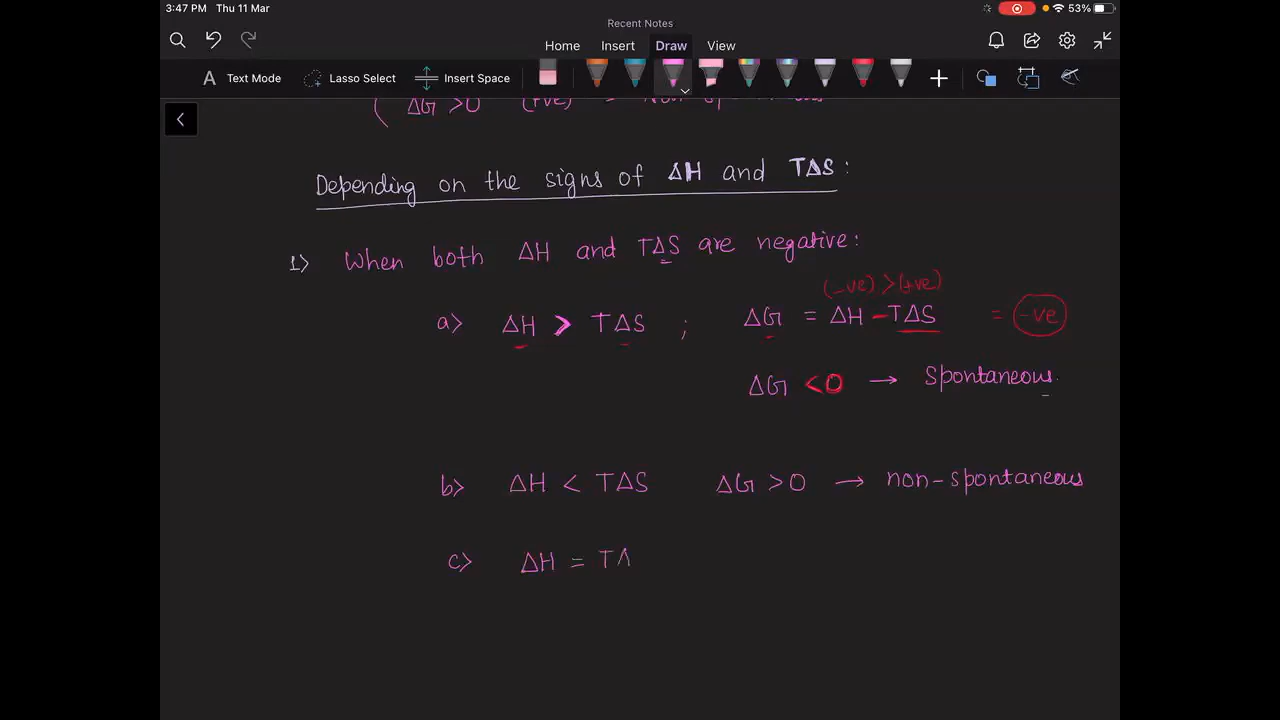 3:47 PM Thu 11 Mar
53%
Recent Notes
Home Insert Draw View
Text Mode Lasso Select Insert Space
ΔG >0 (+ve)
Depending on the signs of ΔH and TΔS:
1> When both ΔH and TΔS are negative:
(-ve) > (+ve)
a> ΔH > TΔS ; ΔG = ΔH - TΔS = -ve
ΔG <0 → Spontaneous.
b> ΔH < TΔS ΔG >0 → non-spontaneous
c> ΔH = TΔ